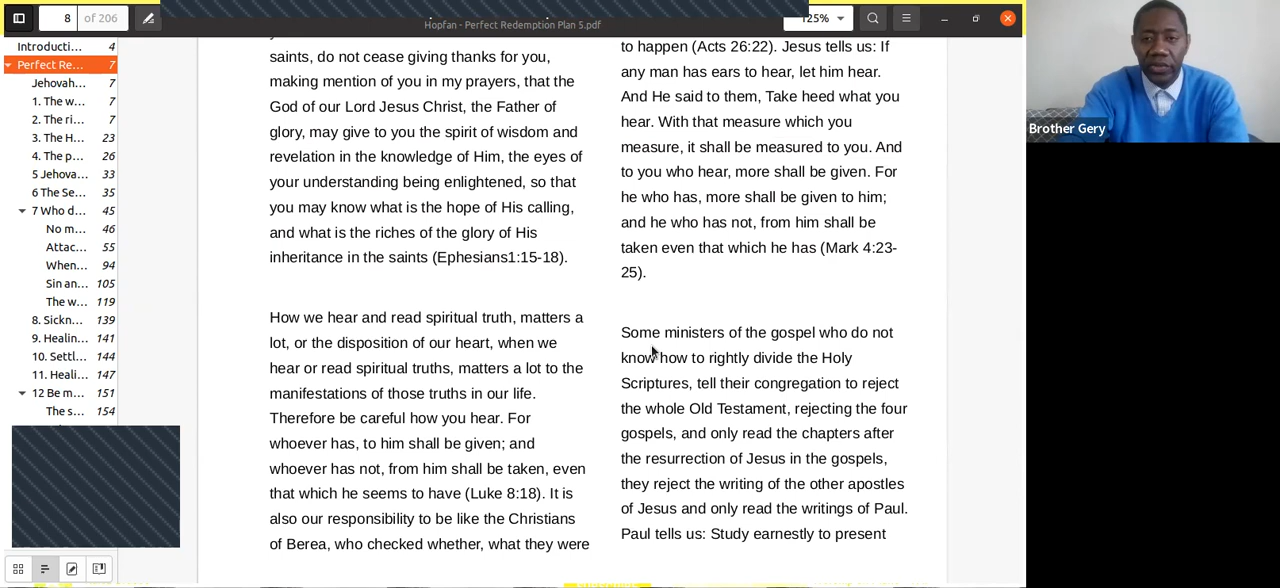 8 of 206
Hopfan - Perfect Redemption Plan 5.pdf
125%
Introducti... 4
Perfect Re... 7
Jehovah... 7
1. The w... 7
2. The ri... 7
3. The H... 23
4. The p... 26
5 Jehova... 33
6 The Se... 35
7 Who d... 45
No m... 46
Attac... 55
When... 94
Sin an... 105
The w... 119
8. Sickn... 139
9. Healin... 141
10. Settl... 144
11. Heali... 147
12 Be m... 151
The s... 154
saints, do not cease giving thanks for you,
making mention of you in my prayers, that the
God of our Lord Jesus Christ, the Father of
glory, may give to you the spirit of wisdom and
revelation in the knowledge of Him, the eyes of
your understanding being enlightened, so that
you may know what is the hope of His calling,
and what is the riches of the glory of His
inheritance in the saints (Ephesians1:15-18).
How we hear and read spiritual truth, matters a
lot, or the disposition of our heart, when we
hear or read spiritual truths, matters a lot to the
manifestations of those truths in our life.
Therefore be careful how you hear. For
whoever has, to him shall be given; and
whoever has not, from him shall be taken, even
that which he seems to have (Luke 8:18). It is
also our responsibility to be like the Christians
of Berea, who checked whether, what they were
to happen (Acts 26:22). Jesus tells us: If
any man has ears to hear, let him hear.
And He said to them, Take heed what you
hear. With that measure which you
measure, it shall be measured to you. And
to you who hear, more shall be given. For
he who has, more shall be given to him;
and he who has not, from him shall be
taken even that which he has (Mark 4:23-
25).
Some ministers of the gospel who do not
know how to rightly divide the Holy
Scriptures, tell their congregation to reject
the whole Old Testament, rejecting the four
gospels, and only read the chapters after
the resurrection of Jesus in the gospels,
they reject the writing of the other apostles
of Jesus and only read the writings of Paul.
Paul tells us: Study earnestly to present
Brother Gery